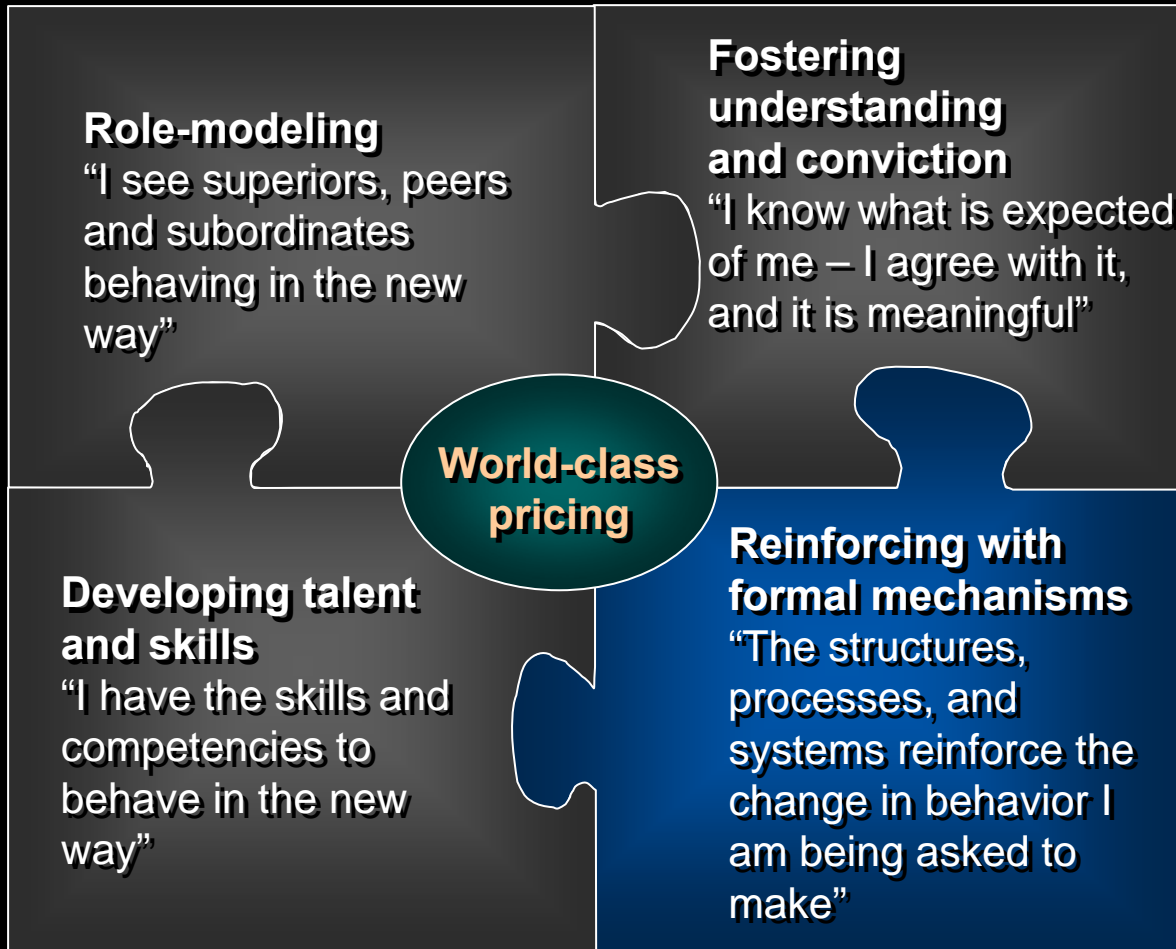 Role-modeling
“I see superiors, peers
and subordinates
behaving in the new
way”
Fostering
understanding
and conviction
“I know what is expected
of me – I agree with it,
and it is meaningful”
World-class
pricing
Developing talent
and skills
“I have the skills and
competencies to
behave in the new
way”
Reinforcing with
formal mechanisms
“The structures,
processes, and
systems reinforce the
change in behavior I
am being asked to
make”